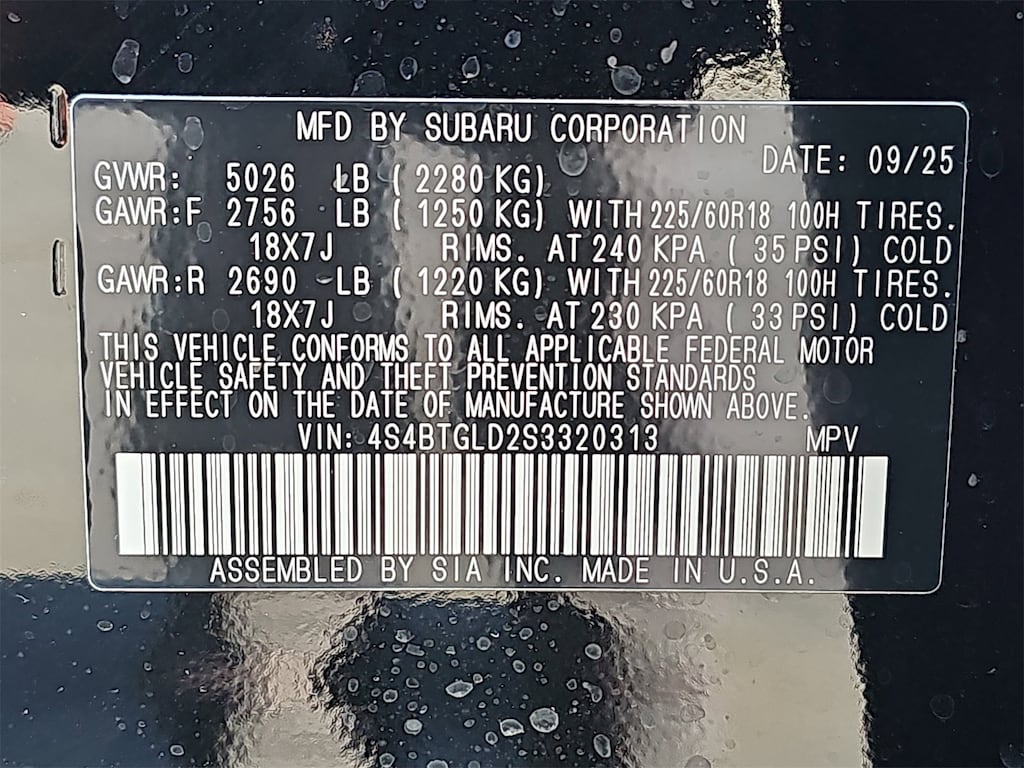 MFD BY SUBARU CORPORATION
DATE: 09/25
GVWR: 5026 LB ( 2280 KG)
GAWR:F 2756 LB ( 1250 KG) WITH 225/60R18 100H TIRES.
18X7J RIMS. AT 240 KPA ( 35 PSI) COLD
GAWR:R 2690 LB ( 1220 KG) WITH 225/60R18 100H TIRES.
18X7J RIMS. AT 230 KPA ( 33 PSI) COLD
THIS VEHICLE CONFORMS TO ALL APPLICABLE FEDERAL MOTOR
VEHICLE SAFETY AND THEFT PREVENTION STANDARDS
IN EFFECT ON THE DATE OF MANUFACTURE SHOWN ABOVE.
VIN: 4S4BTGLD2S3320313 MPV
ASSEMBLED BY SIA INC. MADE IN U.S.A.